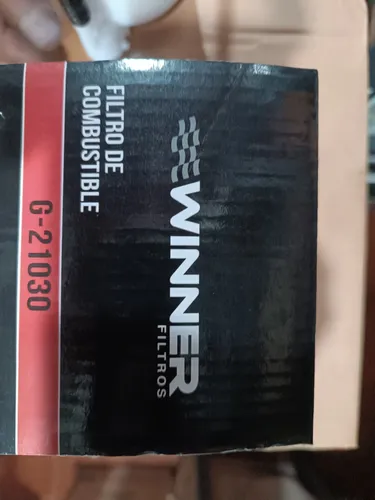 WINNER
FILTROS
FILTRO DE
COMBUSTIBLE
G-21030